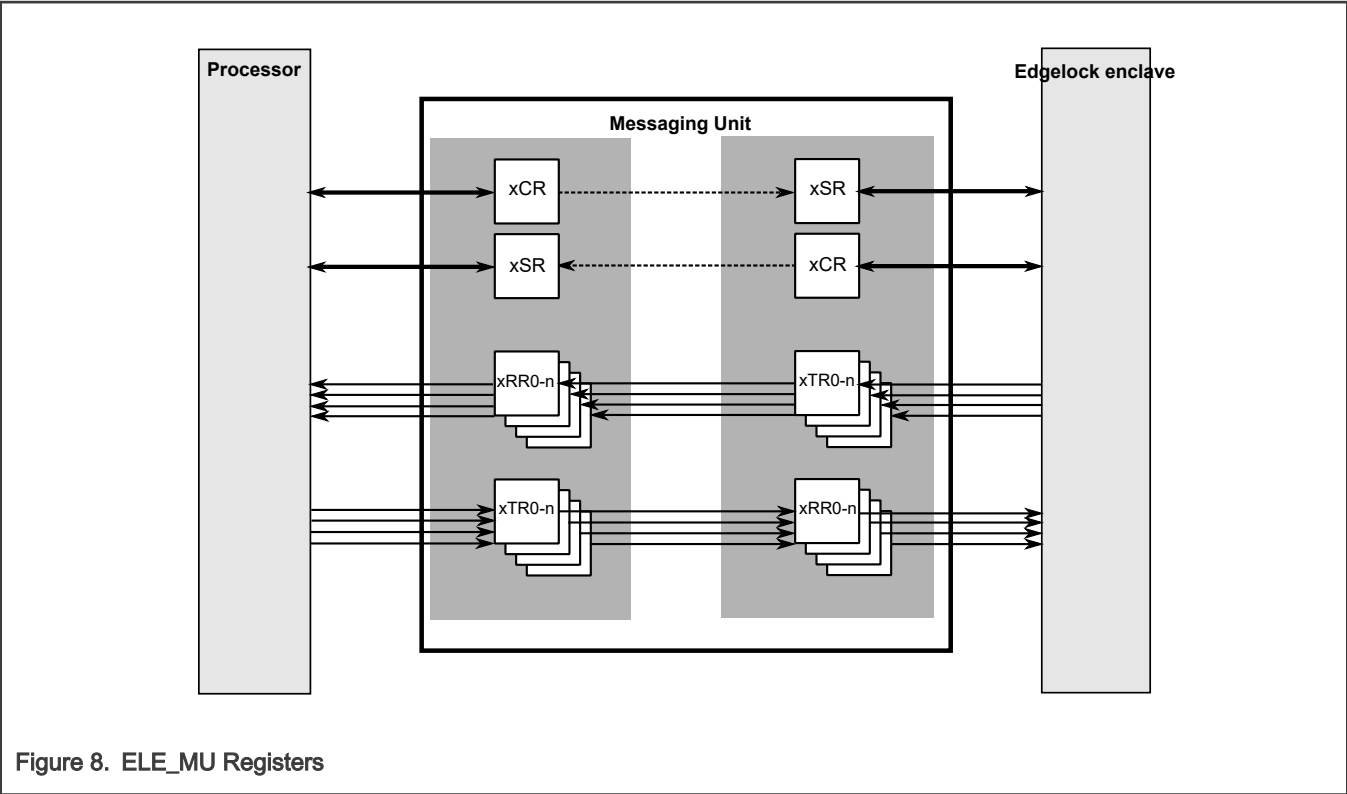 Processor
Edgelock enclave
Messaging Unit
xCR
xSR
xSR
xCR
xRR0-n
xTR0-n
xTR0-n
xRR0-n
Figure 8. ELE_MU Registers